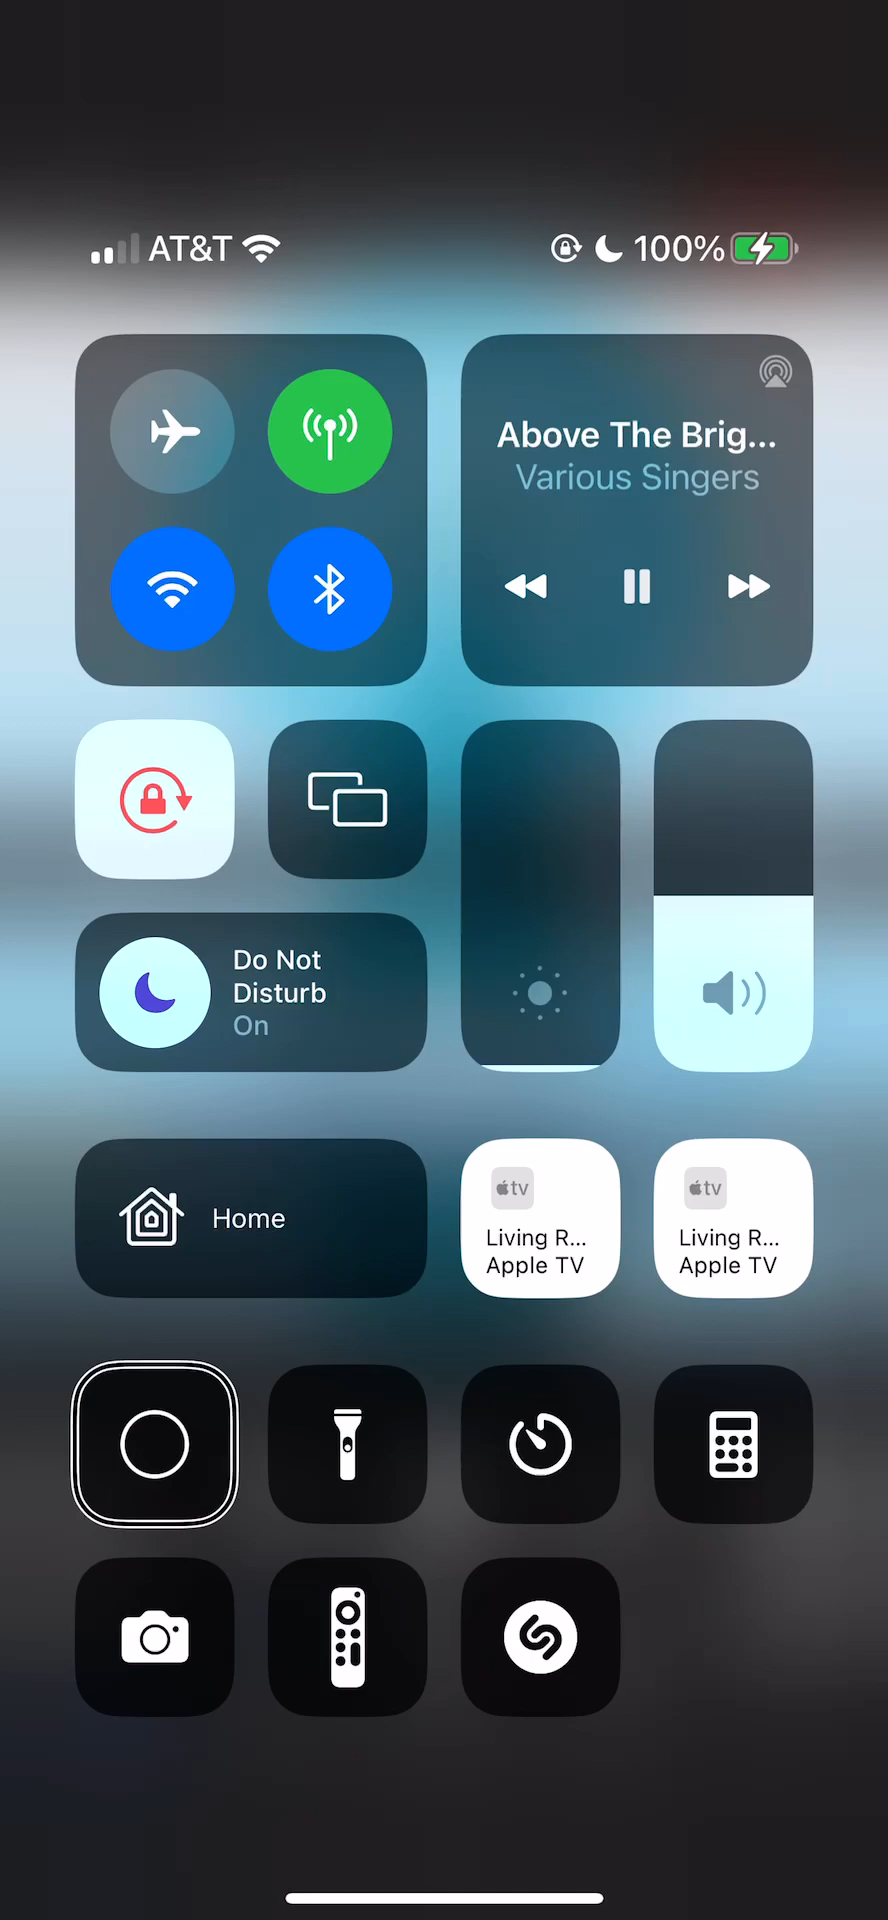 AT&T
100%
Above The Brig...
Various Singers
Do Not
Disturb
On
Home
tv
Living R...
Apple TV
tv
Living R...
Apple TV